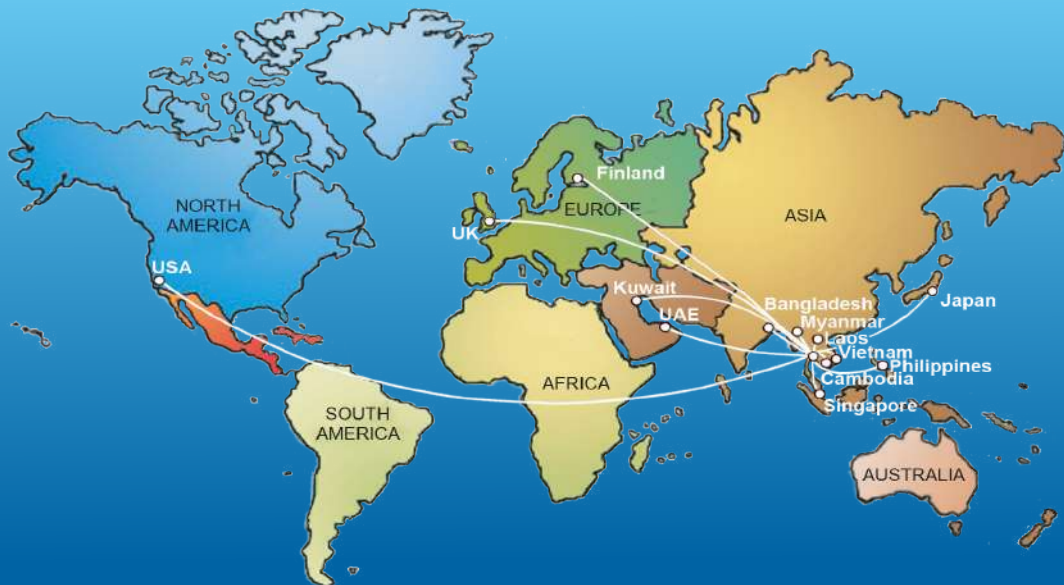 Finland
NORTH
AMERICA
EUROPE
ASIA
UK
USA
Kuwait
Bangladesh
Japan
UAE
Myanmar
Laos
Vietnam
Philippines
AFRICA
Cambodia
Singapore
SOUTH
AMERICA
AUSTRALIA